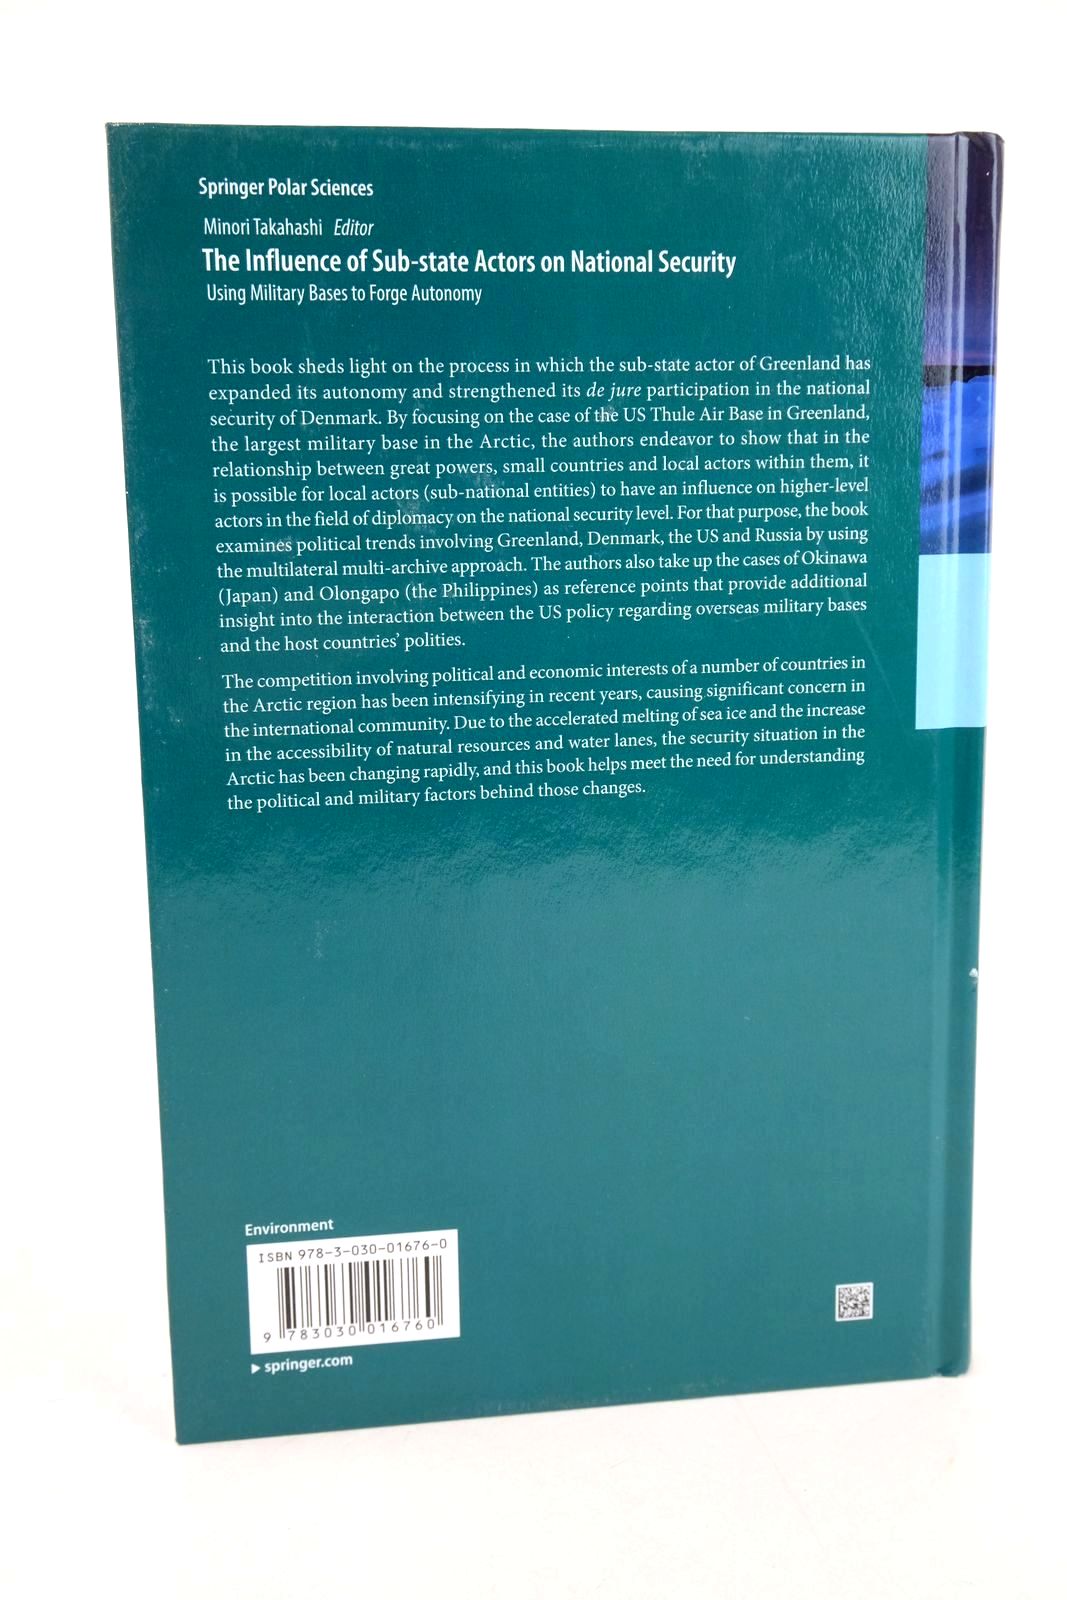 Springer Polar Sciences
Minori Takahashi Editor
The Influence of Sub-state Actors on National Security
Using Military Bases to Forge Autonomy
This book sheds light on the process in which the sub-state actor of Greenland has
expanded its autonomy and strengthened its de jure participation in the national
security of Denmark. By focusing on the case of the US Thule Air Base in Greenland,
the largest military base in the Arctic, the authors endeavor to show that in the
relationship between great powers, small countries and local actors within them, it
is possible for local actors (sub-national entities) to have an influence on higher-level
actors in the field of diplomacy on the national security level. For that purpose, the book
examines political trends involving Greenland, Denmark, the US and Russia by using
the multilateral multi-archive approach. The authors also take up the cases of Okinawa
(Japan) and Olongapo (the Philippines) as reference points that provide additional
insight into the interaction between the US policy regarding overseas military bases
and the host countries' polities.
The competition involving political and economic interests of a number of countries in
the Arctic region has been intensifying in recent years, causing significant concern in
the international community. Due to the accelerated melting of sea ice and the increase
in the accessibility of natural resources and water lanes, the security situation in the
Arctic has been changing rapidly, and this book helps meet the need for understanding
the political and military factors behind those changes.
Environment
ISBN 978-3-030-01676-0
9 783030 016760
▶ springer.com